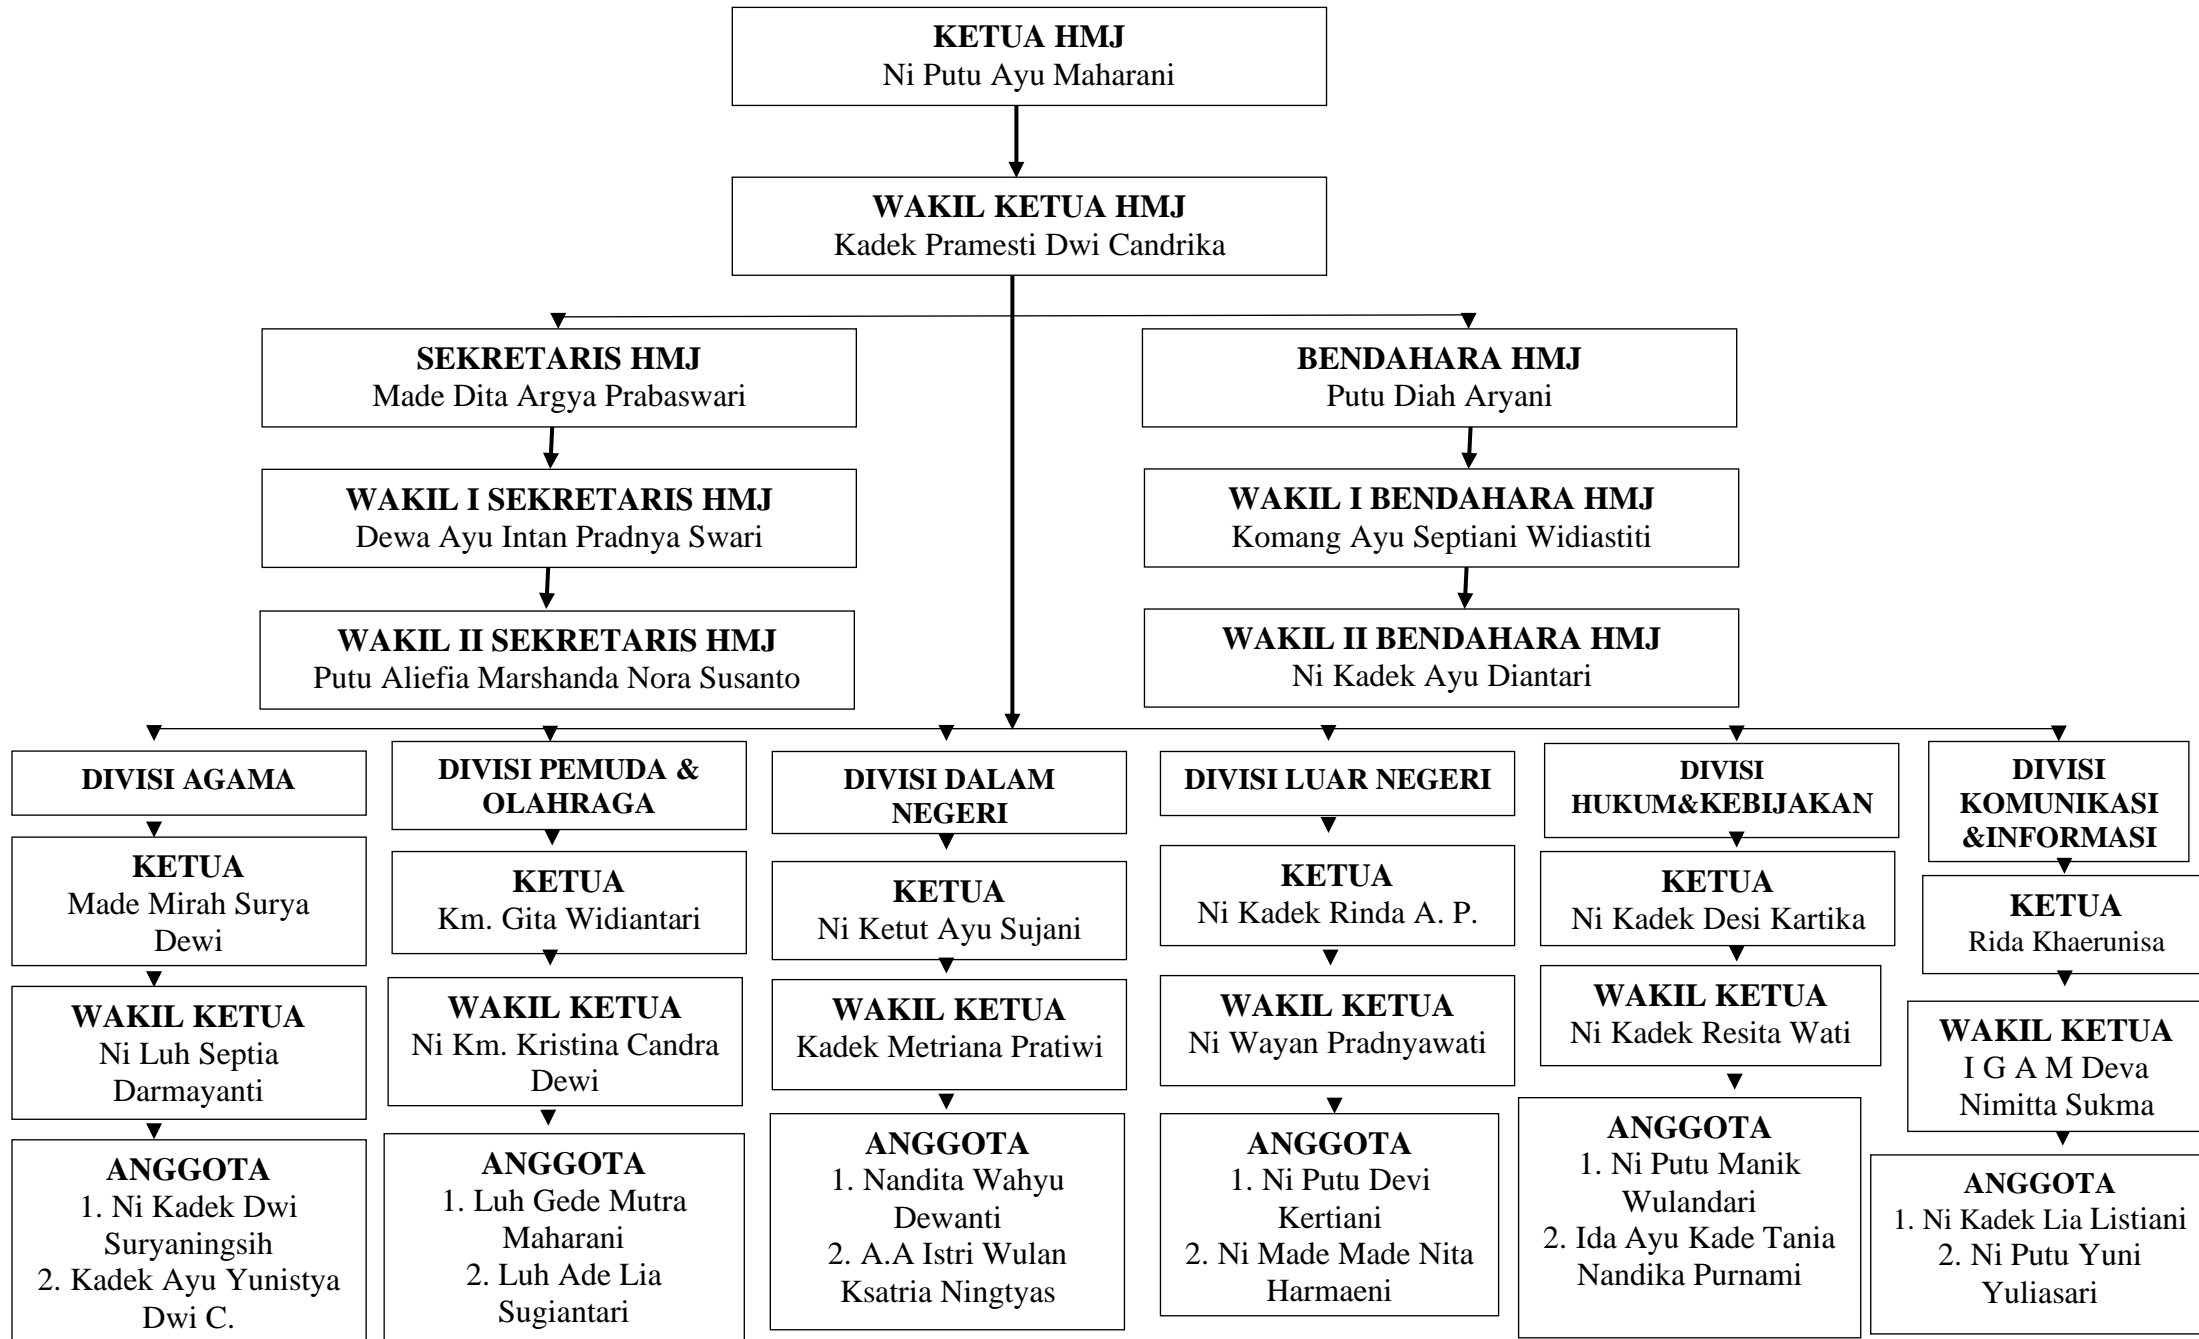 KETUA HMJ
Ni Putu Ayu Maharani
WAKIL KETUA HMJ
Kadek Pramesti Dwi Candrika
SEKRETARIS HMJ
Made Dita Argya Prabaswari
BENDAHARA HMJ
Putu Diah Aryani
WAKIL I SEKRETARIS HMJ
Dewa Ayu Intan Pradnya Swari
WAKIL I BENDAHARA HMJ
Komang Ayu Septiani Widiastiti
WAKIL II SEKRETARIS HMJ
Putu Aliefia Marshanda Nora Susanto
WAKIL II BENDAHARA HMJ
Ni Kadek Ayu Diantari
DIVISI AGAMA
KETUA
Made Mirah Surya
Dewi
WAKIL KETUA
Ni Luh Septia
Darmayanti
ANGGOTA
1. Ni Kadek Dwi
Suryaningsih
2. Kadek Ayu Yunistya
Dwi C.
DIVISI PEMUDA &
OLAHRAGA
KETUA
Km. Gita Widiantari
WAKIL KETUA
Ni Km. Kristina Candra
Dewi
ANGGOTA
1. Luh Gede Mutra
Maharani
2. Luh Ade Lia
Sugiantari
DIVISI DALAM
NEGERI
KETUA
Ni Ketut Ayu Sujani
WAKIL KETUA
Kadek Metriana Pratiwi
ANGGOTA
1. Nandita Wahyu
Dewanti
2. A.A Istri Wulan
Ksatria Ningtyas
DIVISI LUAR NEGERI
KETUA
Ni Kadek Rinda A. P.
WAKIL KETUA
Ni Wayan Pradnyawati
ANGGOTA
1. Ni Putu Devi
Kertiani
2. Ni Made Made Nita
Harmaeni
DIVISI
HUKUM&KEBIJAKAN
KETUA
Ni Kadek Desi Kartika
WAKIL KETUA
Ni Kadek Resita Wati
ANGGOTA
1. Ni Putu Manik
Wulandari
2. Ida Ayu Kade Tania
Nandika Purnami
DIVISI
KOMUNIKASI
&INFORMASI
KETUA
Rida Khaerunisa
WAKIL KETUA
I G A M Deva
Nimitta Sukma
ANGGOTA
1. Ni Kadek Lia Listiani
2. Ni Putu Yuni
Yuliasari